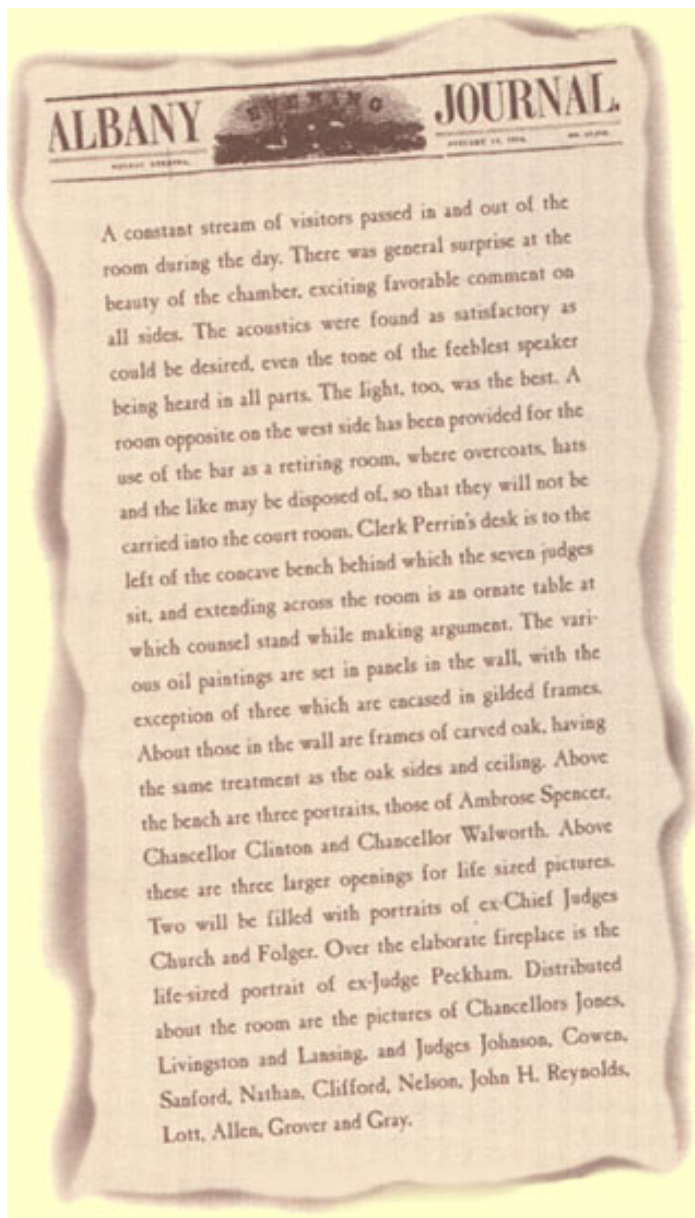 ALBANY EVENING JOURNAL.
A constant stream of visitors passed in and out of the
room during the day. There was general surprise at the
beauty of the chamber, exciting favorable comment on
all sides. The acoustics were found as satisfactory as
could be desired, even the tone of the feeblest speaker
being heard in all parts. The light, too, was the best. A
room opposite on the west side has been provided for the
use of the bar as a retiring room, where overcoats, hats
and the like may be disposed of, so that they will not be
carried into the court room. Clerk Perrin's desk is to the
left of the concave bench behind which the seven judges
sit, and extending across the room is an ornate table at
which counsel stand while making argument. The vari-
ous oil paintings are set in panels in the wall, with the
exception of three which are encased in gilded frames.
About those in the wall are frames of carved oak, having
the same treatment as the oak sides and ceiling. Above
the bench are three portraits, those of Ambrose Spencer,
Chancellor Clinton and Chancellor Walworth. Above
these are three larger openings for life sized pictures.
Two will be filled with portraits of ex-Chief Judges
Church and Folger. Over the elaborate fireplace is the
life-sized portrait of ex-Judge Peckham. Distributed
about the room are the pictures of Chancellors Jones,
Livingston and Lansing, and Judges Johnson, Cowen,
Sanford, Nathan, Clifford, Nelson, John H. Reynolds,
Lott, Allen, Grover and Gray.